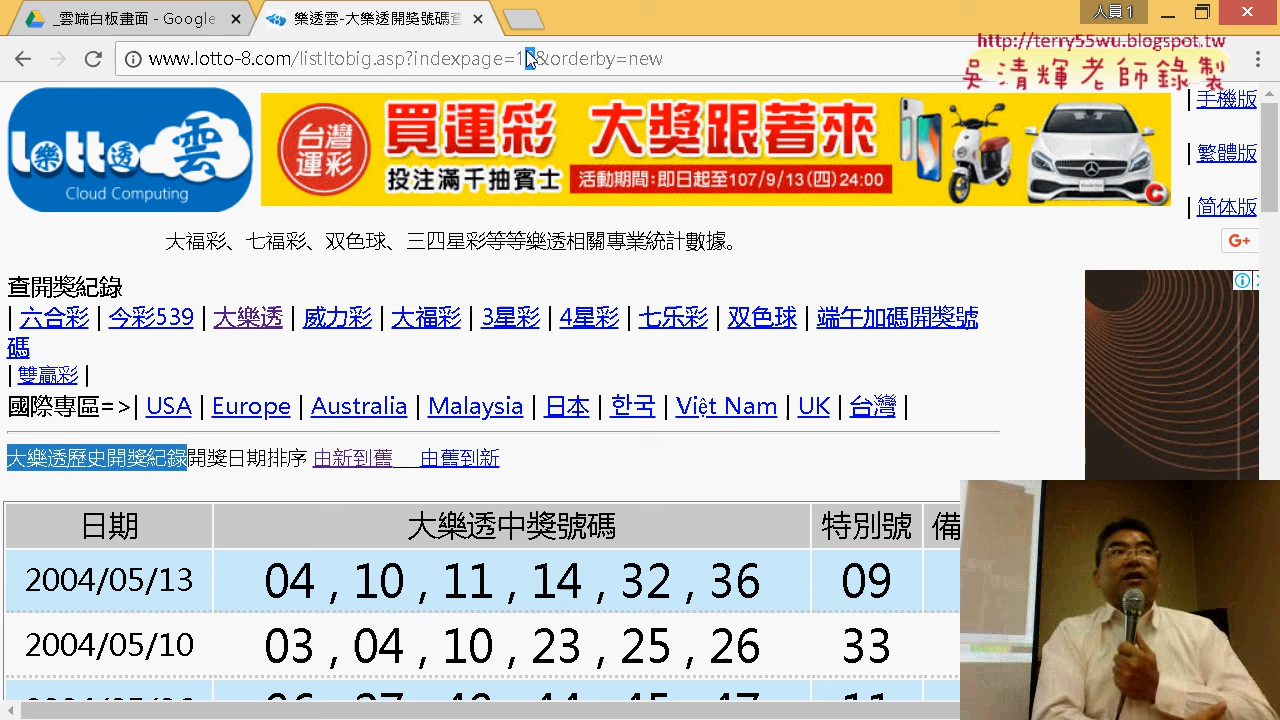 _雲端白板畫面 - Google
樂透雲-大樂透開獎號碼查
人員 1
www.lotto-8.com/listltobig.asp?indexpage=1 &orderby=new
http://terry55wu.blogspot.tw
吳清輝老師錄製
lotto 樂透 雲
Cloud Computing
台灣運彩
買運彩 大獎跟著來
投注滿千抽賓士
活動期間:即日起至107/9/13(四)24:00
| 手機版
| 繁體版
| 简体版
G+
大福彩、七福彩、双色球、三四星彩等等樂透相關專業統計數據。
查開獎紀錄
| 六合彩 | 今彩539 | 大樂透 | 威力彩 | 大福彩 | 3星彩 | 4星彩 | 七乐彩 | 双色球 | 端午加碼開獎號
碼
| 雙贏彩 |
國際專區=>| USA | Europe | Australia | Malaysia | 日本 | 한국 | Việt Nam | UK | 台灣 |
大樂透歷史開獎紀錄開獎日期排序 由新到舊 由舊到新
日期 大樂透中獎號碼 特別號 備
2004/05/13 04 , 10 , 11 , 14 , 32 , 36 09
2004/05/10 03 , 04 , 10 , 23 , 25 , 26 33